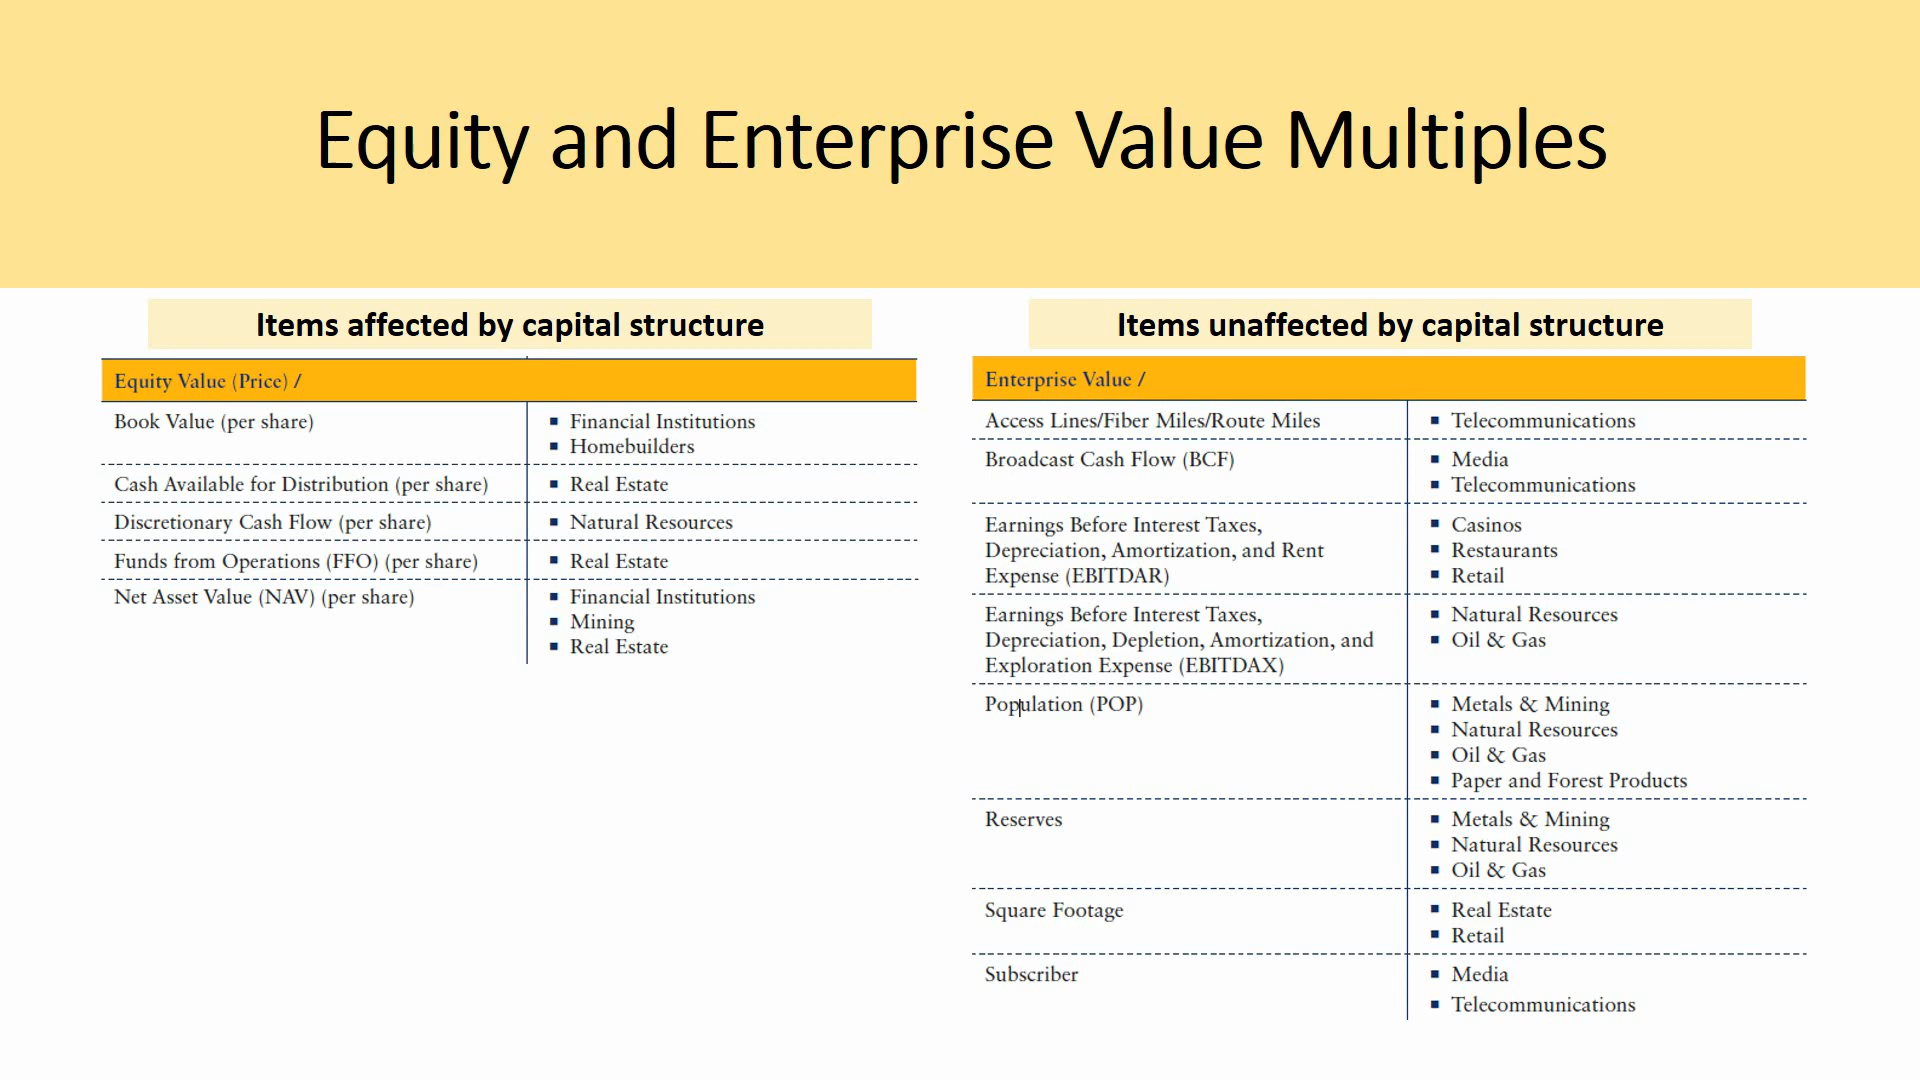 Equity and Enterprise Value Multiples
Items affected by capital structure
Equity Value (Price) /
Book Value (per share)
▪ Financial Institutions
▪ Homebuilders
Cash Available for Distribution (per share)
▪ Real Estate
Discretionary Cash Flow (per share)
▪ Natural Resources
Funds from Operations (FFO) (per share)
▪ Real Estate
Net Asset Value (NAV) (per share)
▪ Financial Institutions
▪ Mining
▪ Real Estate
Items unaffected by capital structure
Enterprise Value /
Access Lines/Fiber Miles/Route Miles
▪ Telecommunications
Broadcast Cash Flow (BCF)
▪ Media
▪ Telecommunications
Earnings Before Interest Taxes,
Depreciation, Amortization, and Rent
Expense (EBITDAR)
▪ Casinos
▪ Restaurants
▪ Retail
Earnings Before Interest Taxes,
Depreciation, Depletion, Amortization, and
Exploration Expense (EBITDAX)
▪ Natural Resources
▪ Oil & Gas
Population (POP)
▪ Metals & Mining
▪ Natural Resources
▪ Oil & Gas
▪ Paper and Forest Products
Reserves
▪ Metals & Mining
▪ Natural Resources
▪ Oil & Gas
Square Footage
▪ Real Estate
▪ Retail
Subscriber
▪ Media
▪ Telecommunications